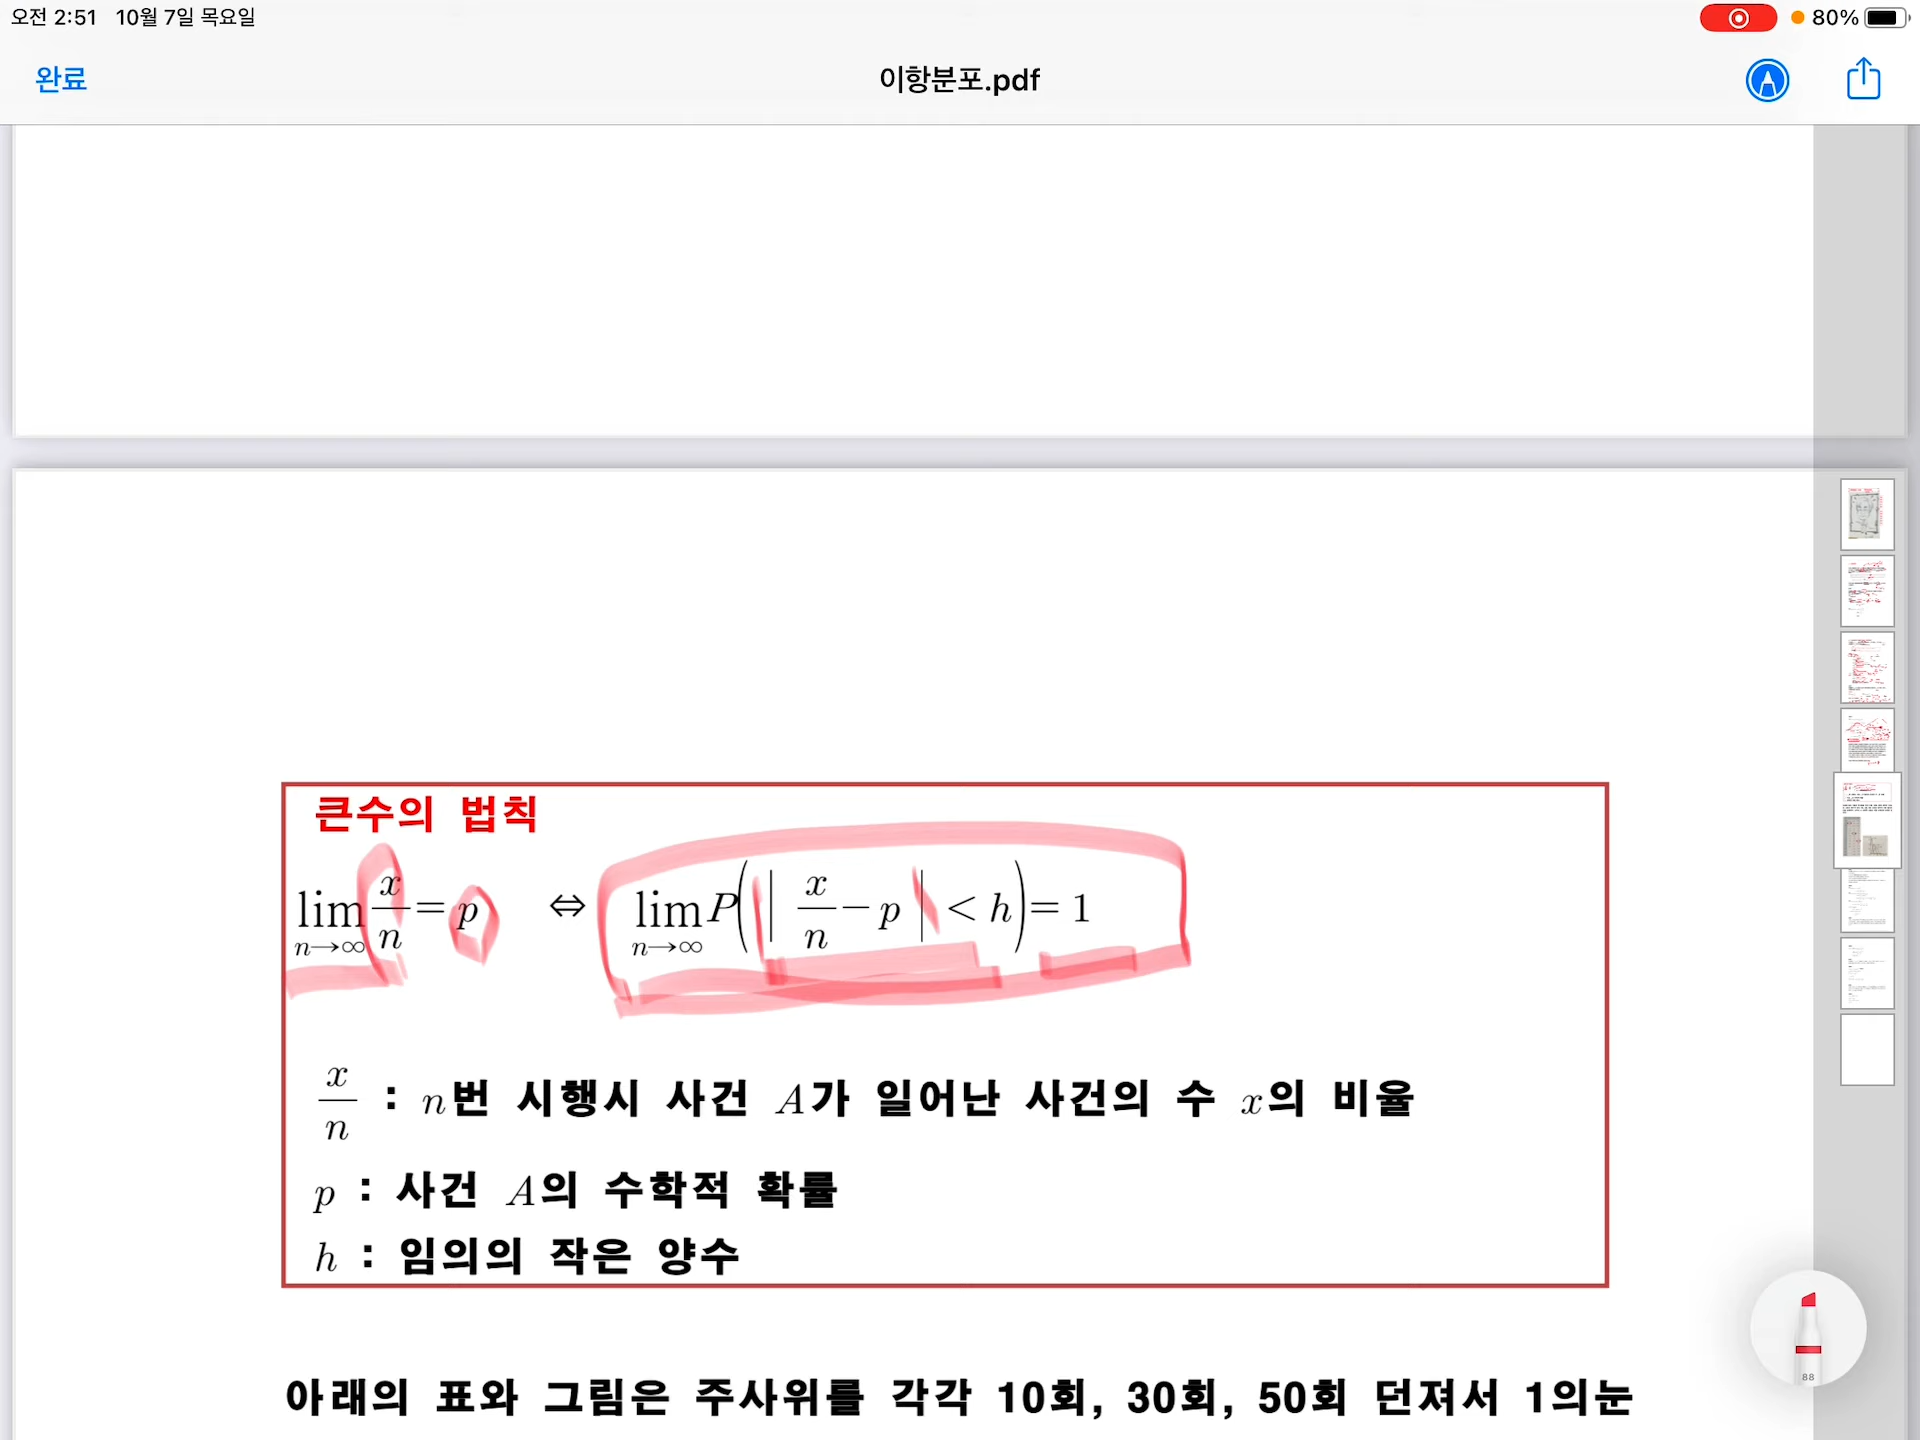 오전 2:51 10월 7일 목요일 80%
완료 이항분포.pdf
큰수의 법칙
lim n→∞ x/n = p ⇔ lim n→∞ P(| x/n − p | < h) = 1
x/n : n번 시행시 사건 A가 일어난 사건의 수 x의 비율
p : 사건 A의 수학적 확률
h : 임의의 작은 양수
아래의 표와 그림은 주사위를 각각 10회, 30회, 50회 던져서 1의눈
88